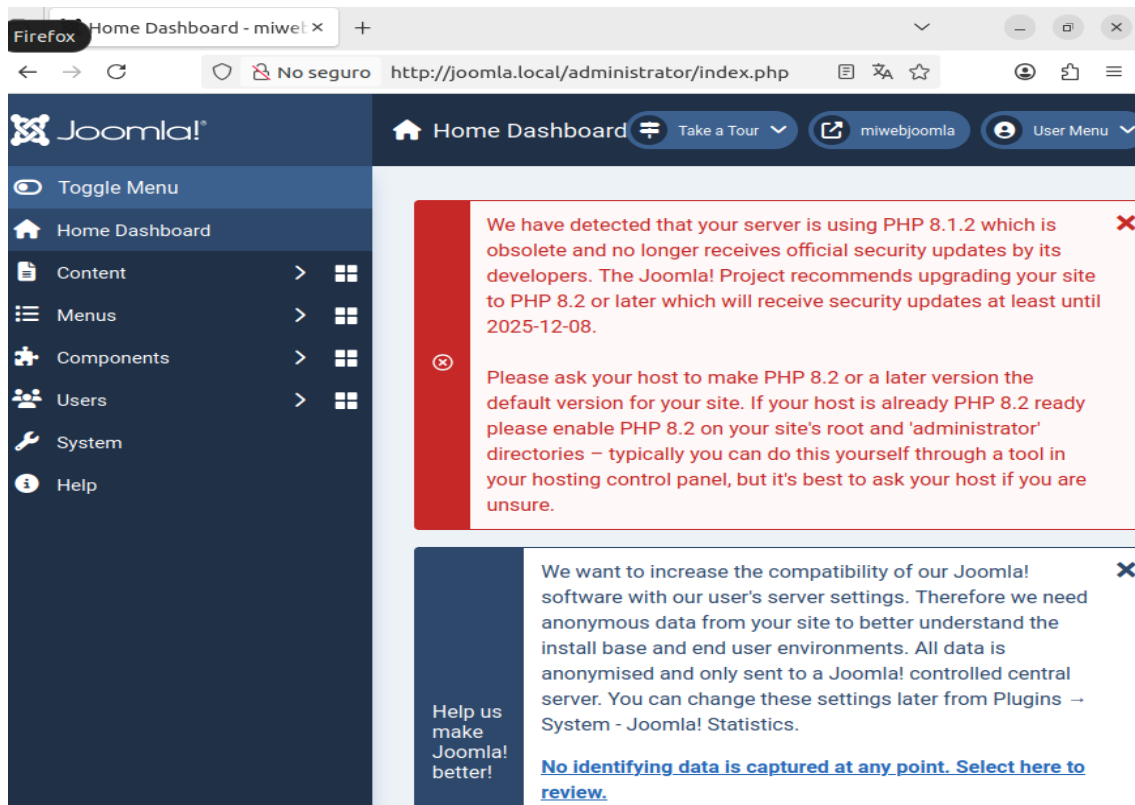 Firefox
Home Dashboard - miwet
No seguro http://joomla.local/administrator/index.php
Joomla!®
Home Dashboard
Take a Tour
miwebjoomla
User Menu
Toggle Menu
Home Dashboard
Content
Menus
Components
Users
System
Help
We have detected that your server is using PHP 8.1.2 which is
obsolete and no longer receives official security updates by its
developers. The Joomla! Project recommends upgrading your site
to PHP 8.2 or later which will receive security updates at least until
2025-12-08.
Please ask your host to make PHP 8.2 or a later version the
default version for your site. If your host is already PHP 8.2 ready
please enable PHP 8.2 on your site's root and 'administrator'
directories – typically you can do this yourself through a tool in
your hosting control panel, but it's best to ask your host if you are
unsure.
Help us
make
Joomla!
better!
We want to increase the compatibility of our Joomla!
software with our user's server settings. Therefore we need
anonymous data from your site to better understand the
install base and end user environments. All data is
anonymised and only sent to a Joomla! controlled central
server. You can change these settings later from Plugins →
System - Joomla! Statistics.
No identifying data is captured at any point. Select here to
review.